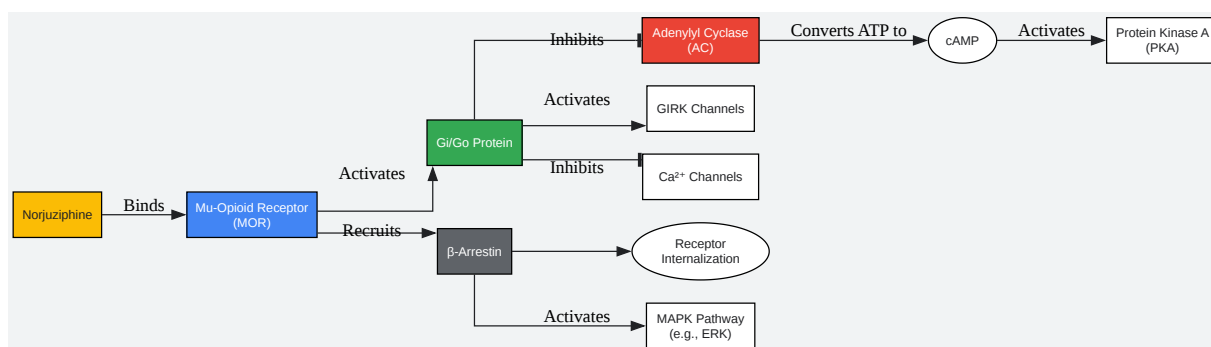 Norjuziphine
Binds
Mu-Opioid Receptor
(MOR)
Activates
Recruits
Gi/Go Protein
β-Arrestin
Inhibits
Activates
Inhibits
Activates
Adenylyl Cyclase
(AC)
GIRK Channels
Ca²⁺ Channels
Receptor
Internalization
MAPK Pathway
(e.g., ERK)
Converts ATP to
cAMP
Activates
Protein Kinase A
(PKA)